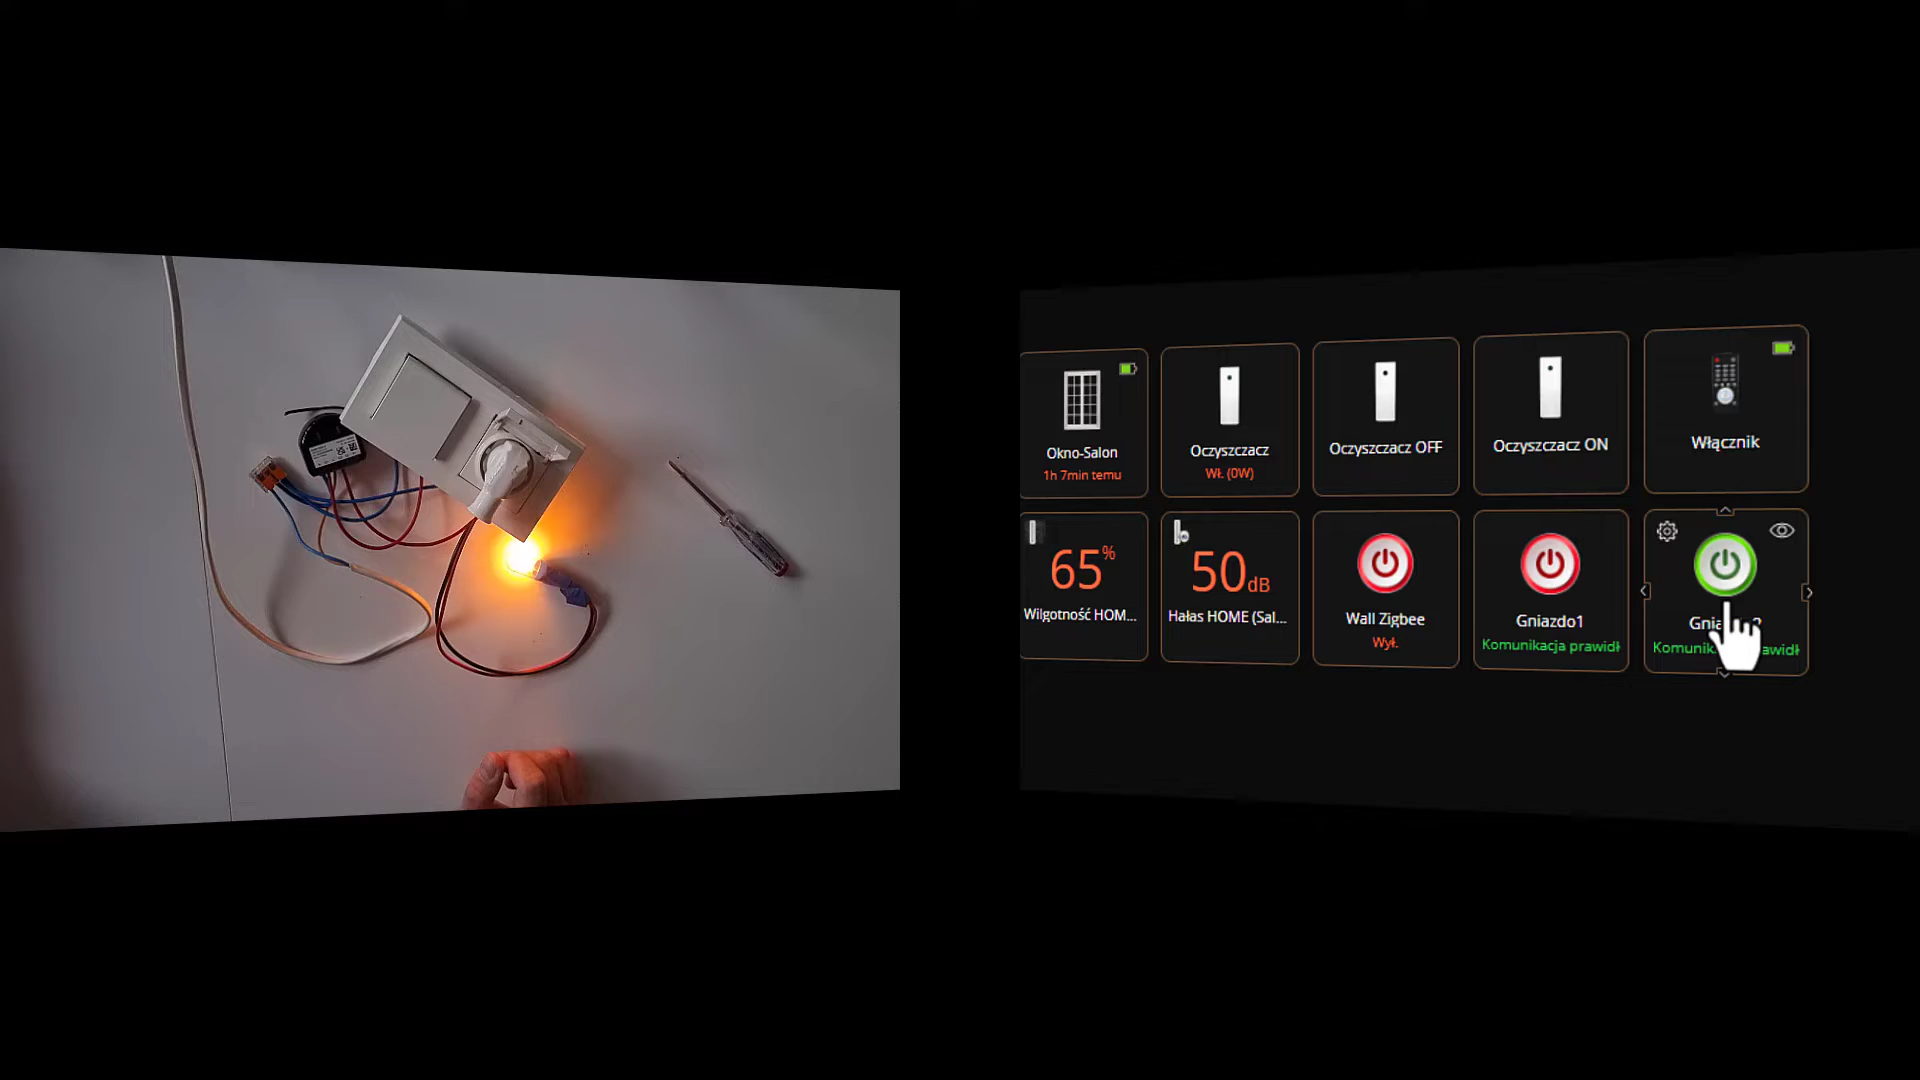 Okno-Salon
1h 7min temu
Oczyszczacz
Wł. (0W)
Oczyszczacz OFF
Oczyszczacz ON
Włącznik
65%
Wilgotność HOM...
50dB
Hałas HOME (Sal...
Wall Zigbee
Wył.
Gniazdo1
Komunikacja prawidł